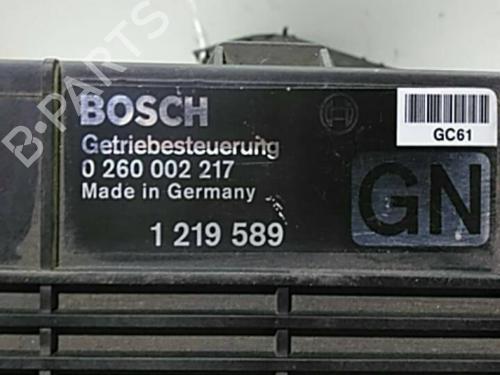 BOSCH
Getriebesteuerung
0 260 002 217
Made in Germany
1 219 589
GC61
GN
B-PARTS